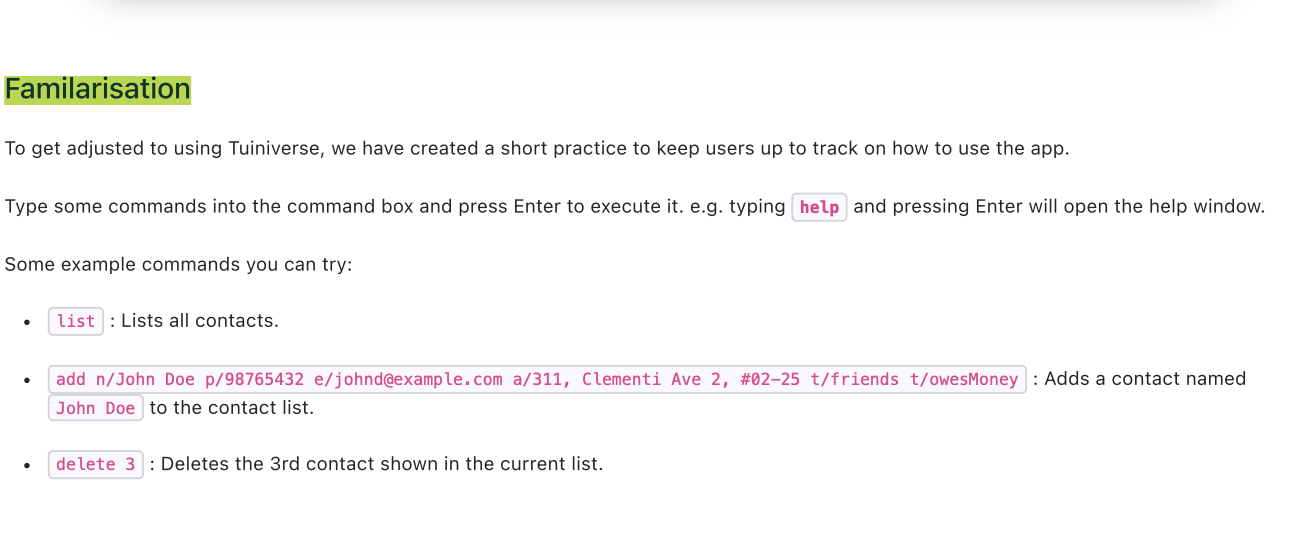 Familarisation
To get adjusted to using Tuiniverse, we have created a short practice to keep users up to track on how to use the app.
Type some commands into the command box and press Enter to execute it. e.g. typing help and pressing Enter will open the help window.
Some example commands you can try:
• list : Lists all contacts.
• add n/John Doe p/98765432 e/johnd@example.com a/311, Clementi Ave 2, #02-25 t/friends t/owesMoney : Adds a contact named
John Doe to the contact list.
• delete 3 : Deletes the 3rd contact shown in the current list.